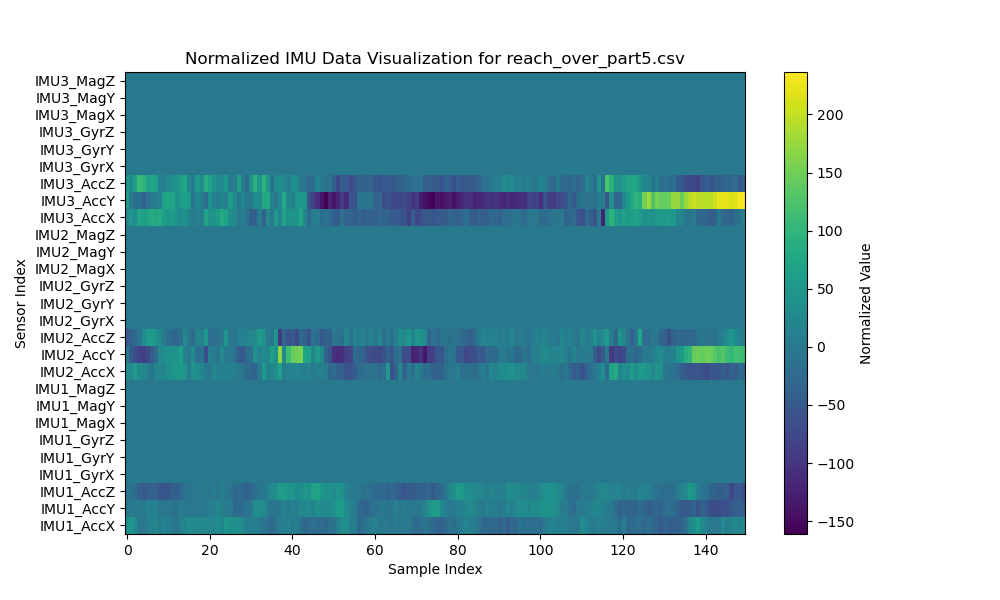 Normalized IMU Data Visualization for reach_over_part5.csv
IMU3_MagZ
IMU3_MagY
IMU3_MagX
IMU3_GyrZ
IMU3_GyrY
IMU3_GyrX
IMU3_AccZ
IMU3_AccY
IMU3_AccX
IMU2_MagZ
IMU2_MagY
IMU2_MagX
IMU2_GyrZ
IMU2_GyrY
IMU2_GyrX
IMU2_AccZ
IMU2_AccY
IMU2_AccX
IMU1_MagZ
IMU1_MagY
IMU1_MagX
IMU1_GyrZ
IMU1_GyrY
IMU1_GyrX
IMU1_AccZ
IMU1_AccY
IMU1_AccX
Sensor Index
0 20 40 60 80 100 120 140
Sample Index
200
150
100
50
0
−50
−100
−150
Normalized Value